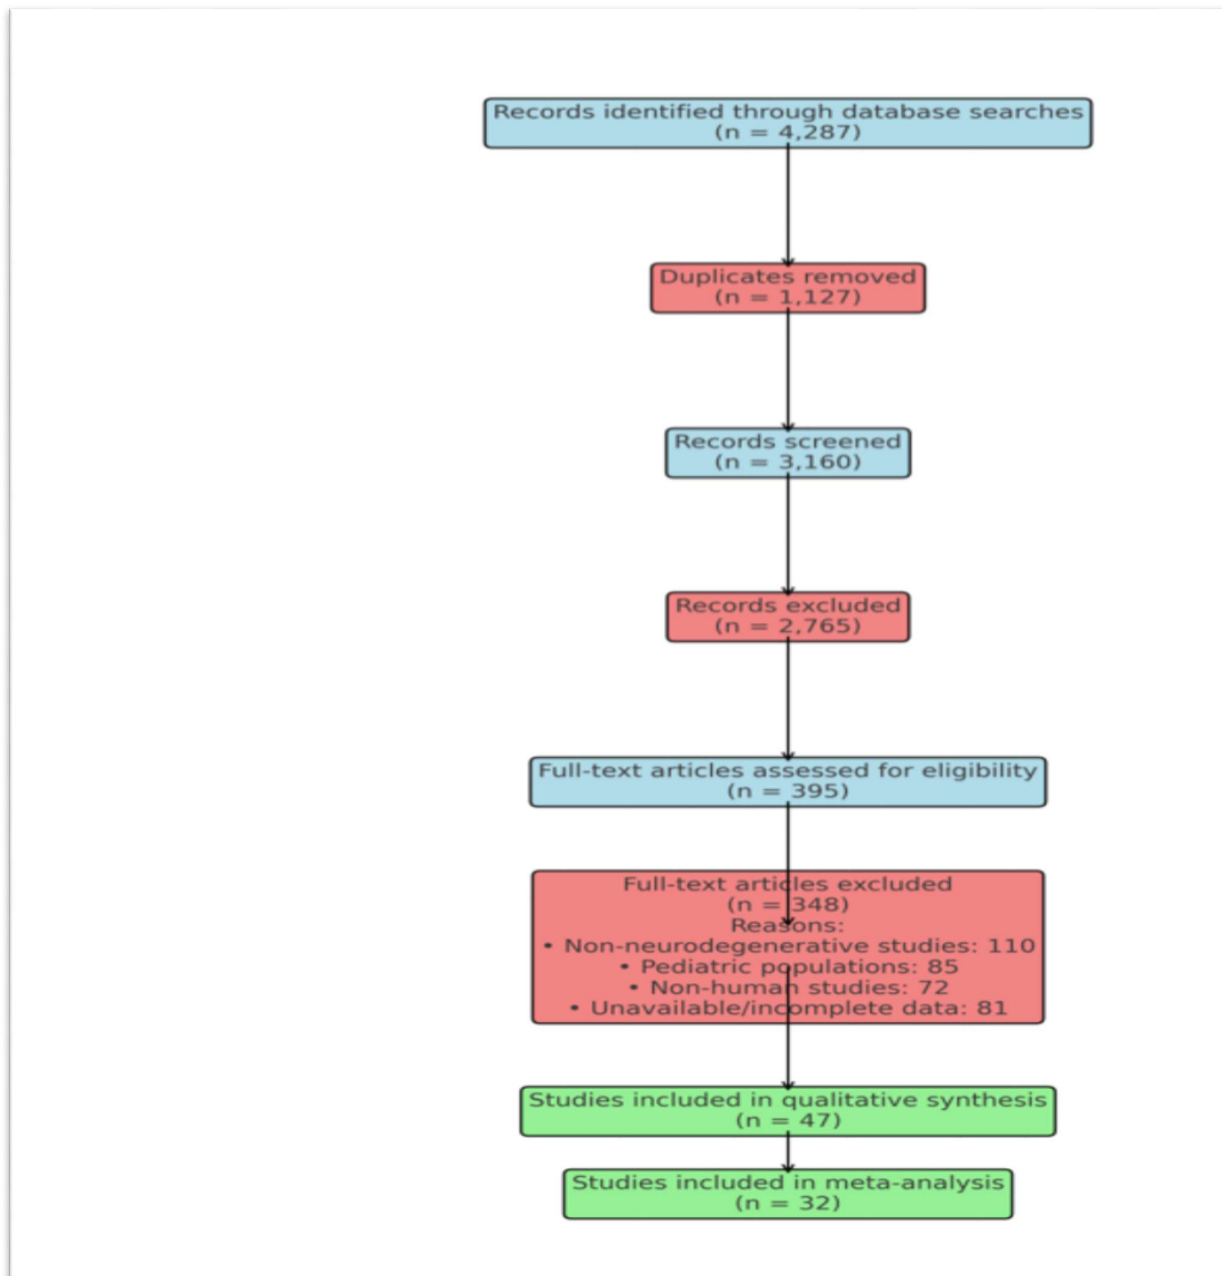 Records identified through database searches
(n = 4,287)
Duplicates removed
(n = 1,127)
Records screened
(n = 3,160)
Records excluded
(n = 2,765)
Full-text articles assessed for eligibility
(n = 395)
Full-text articles excluded
(n = 348)
Reasons:
• Non-neurodegenerative studies: 110
• Pediatric populations: 85
• Non-human studies: 72
• Unavailable/incomplete data: 81
Studies included in qualitative synthesis
(n = 47)
Studies included in meta-analysis
(n = 32)